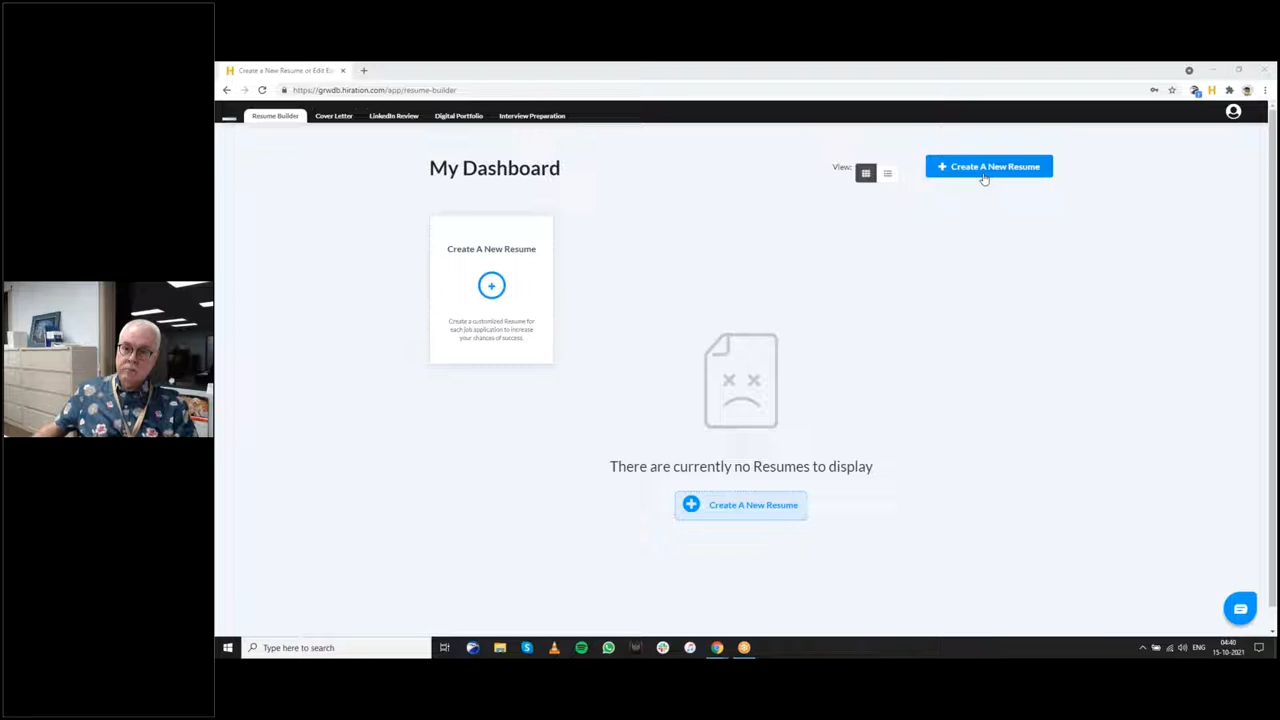 Create a New Resume or Edit Ex
https://grwdb.hiration.com/app/resume-builder
Resume Builder
Cover Letter
LinkedIn Review
Digital Portfolio
Interview Preparation
My Dashboard
View:
Create A New Resume
Create A New Resume
Create a customized Resume for
each job application to increase
your chances of success.
There are currently no Resumes to display
Create A New Resume
Type here to search
ENG
04:40
15-10-2021